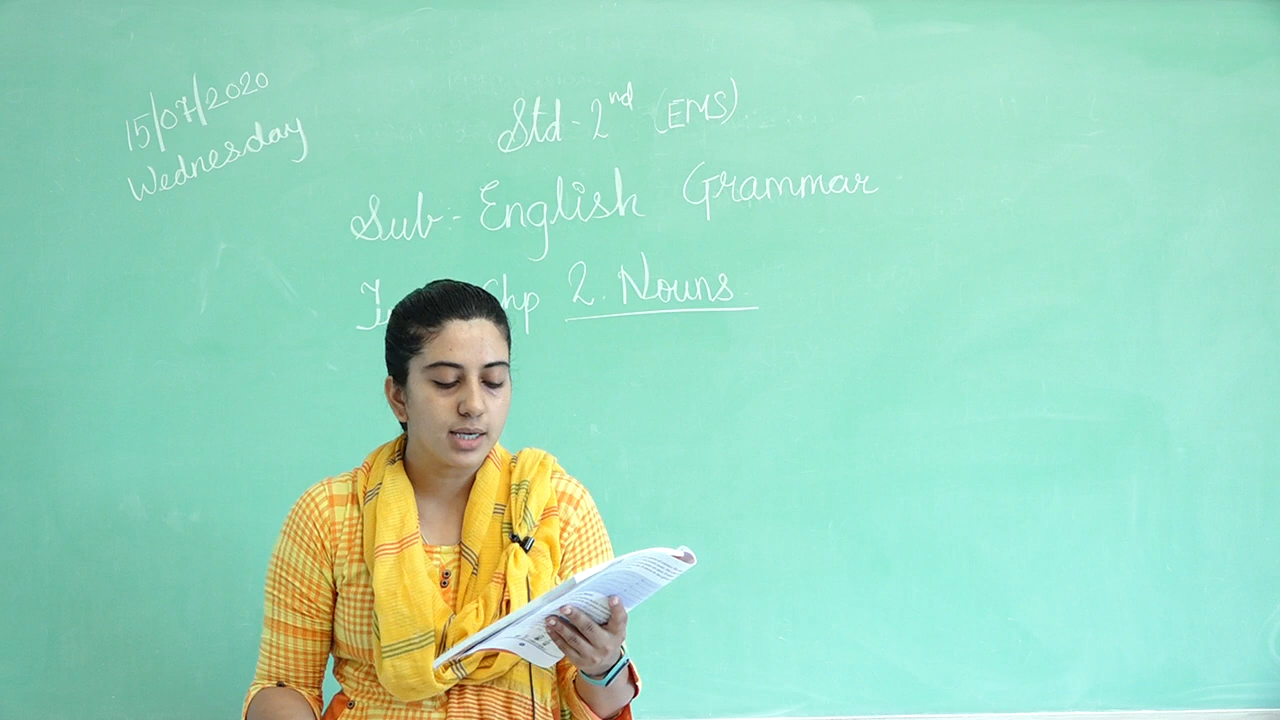 15/07/2020
Wednesday
Std - 2nd (EMS)
Sub:- English Grammar
Chp 2. Nouns